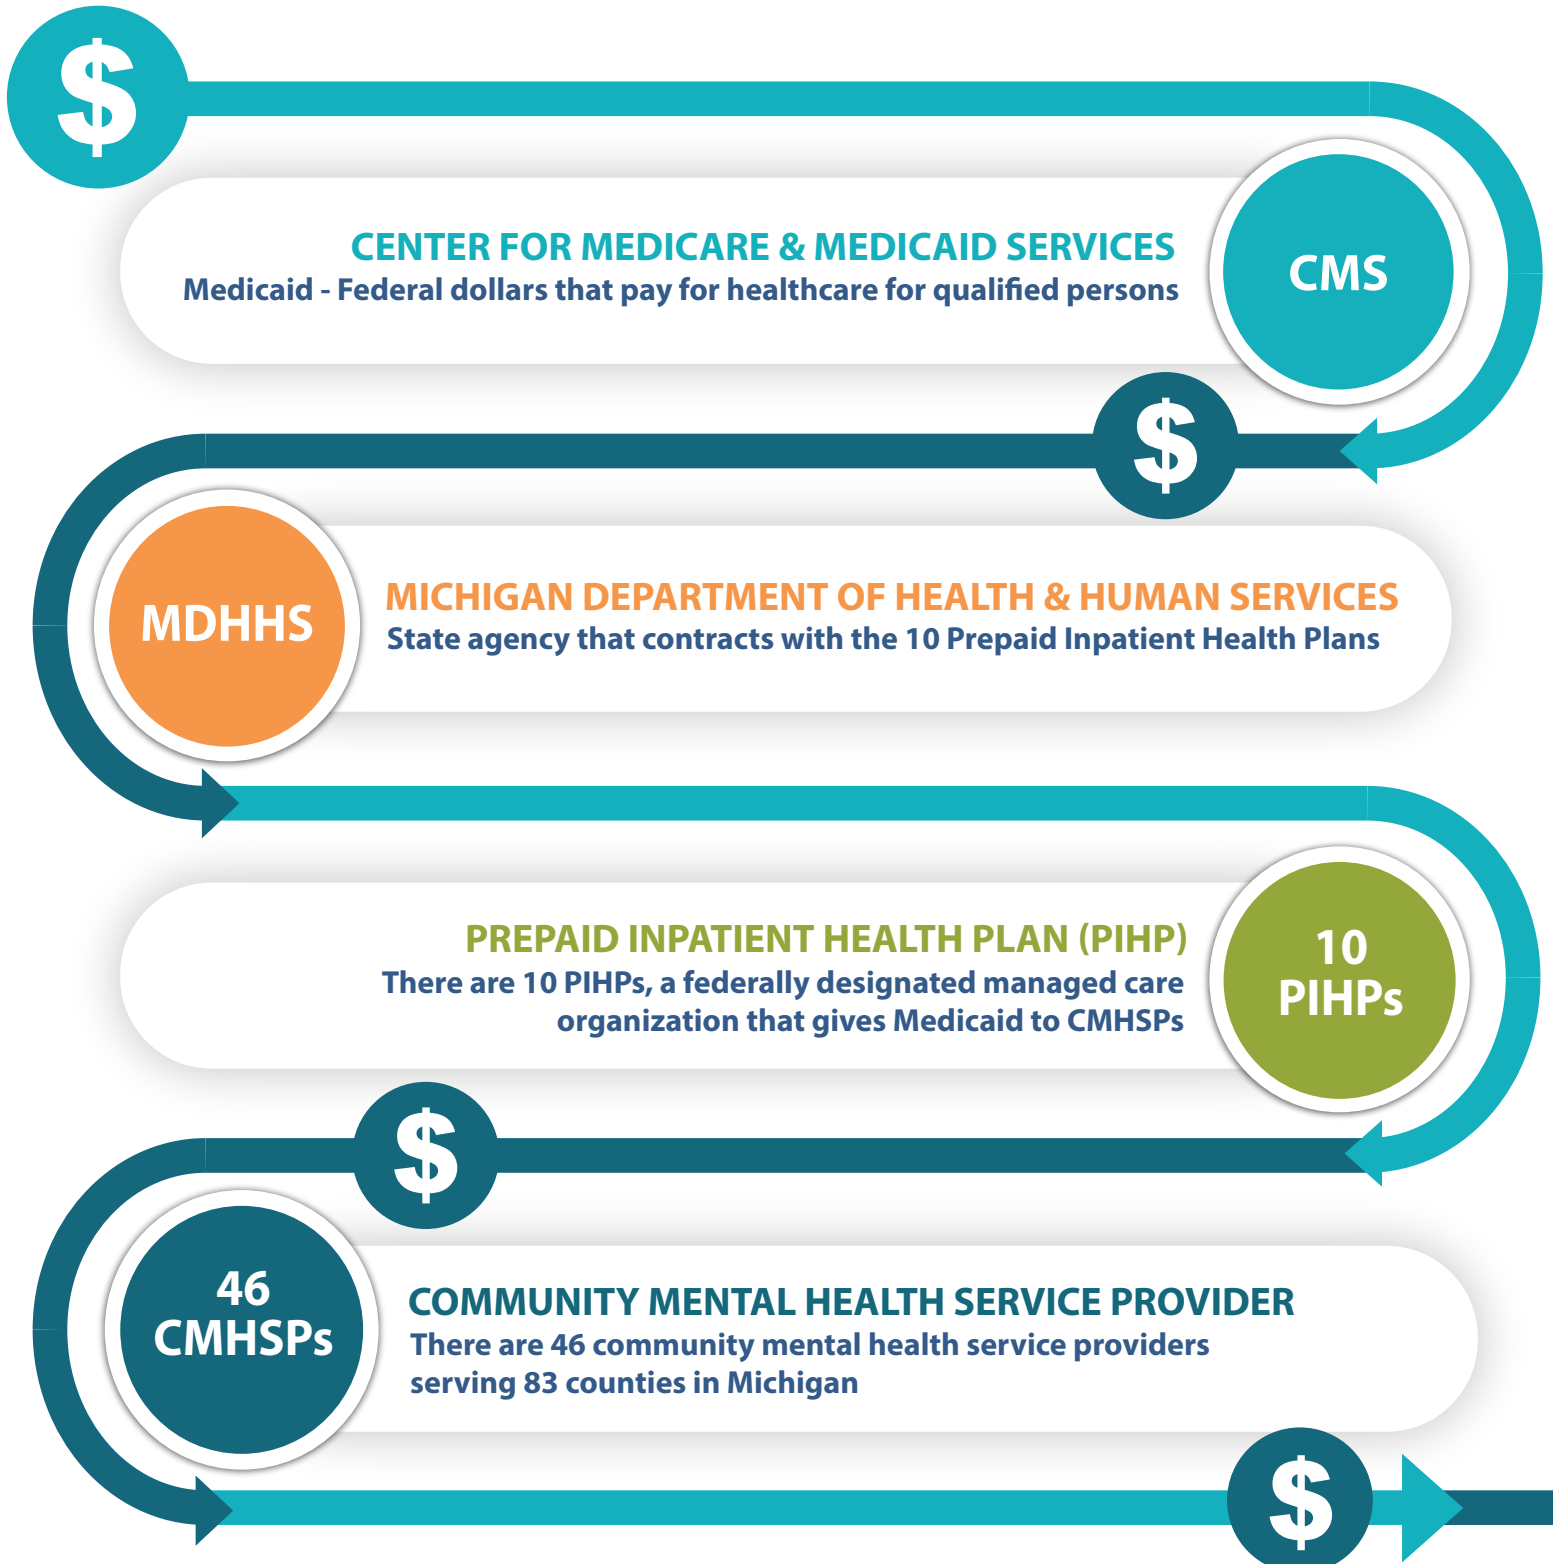 $
CENTER FOR MEDICARE & MEDICAID SERVICES
Medicaid - Federal dollars that pay for healthcare for qualified persons
CMS
$
MDHHS
MICHIGAN DEPARTMENT OF HEALTH & HUMAN SERVICES
State agency that contracts with the 10 Prepaid Inpatient Health Plans
PREPAID INPATIENT HEALTH PLAN (PIHP)
There are 10 PIHPs, a federally designated managed care
organization that gives Medicaid to CMHSPs
10
PIHPs
$
46
CMHSPs
COMMUNITY MENTAL HEALTH SERVICE PROVIDER
There are 46 community mental health service providers
serving 83 counties in Michigan
$